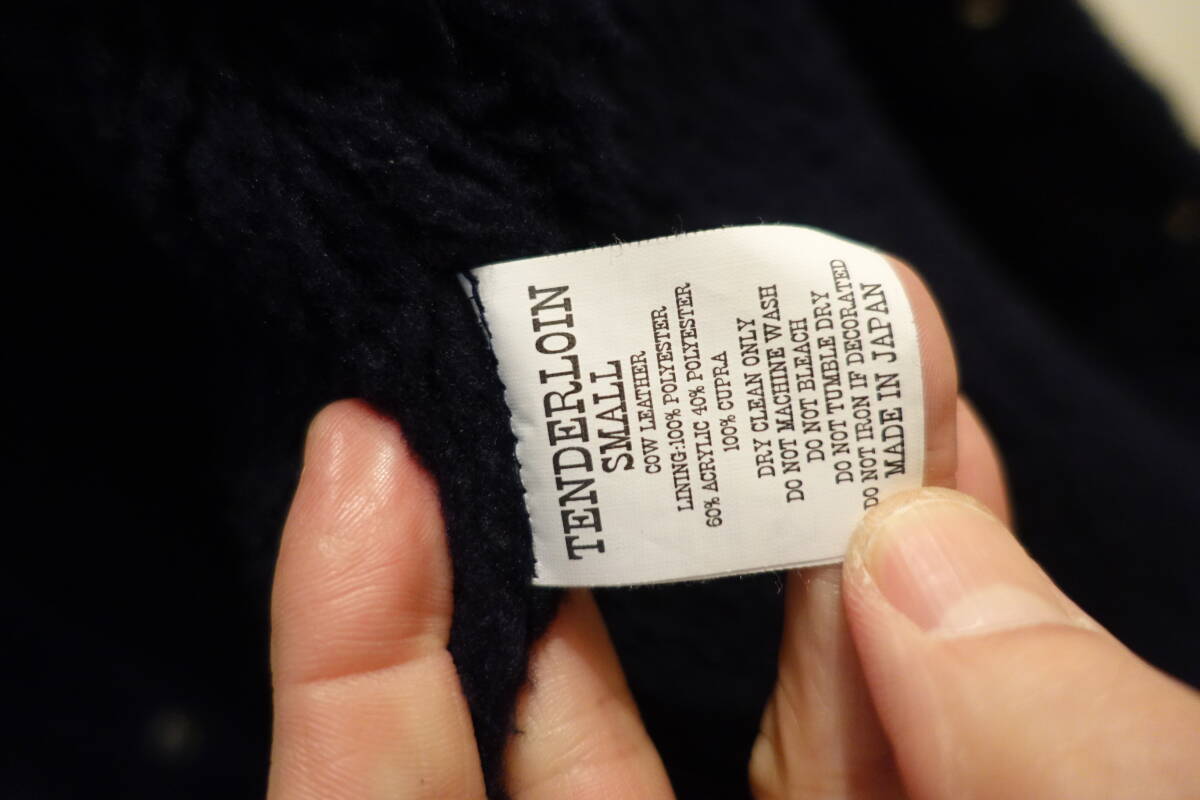 TENDERLOIN
SMALL
COW LEATHER
LINING:100% POLYESTER
60% ACRYLIC 40% POLYESTER
100% CUPRA
DRY CLEAN ONLY
DO NOT MACHINE WASH
DO NOT BLEACH
DO NOT TUMBLE DRY
DO NOT IRON IF DECORATED
MADE IN JAPAN